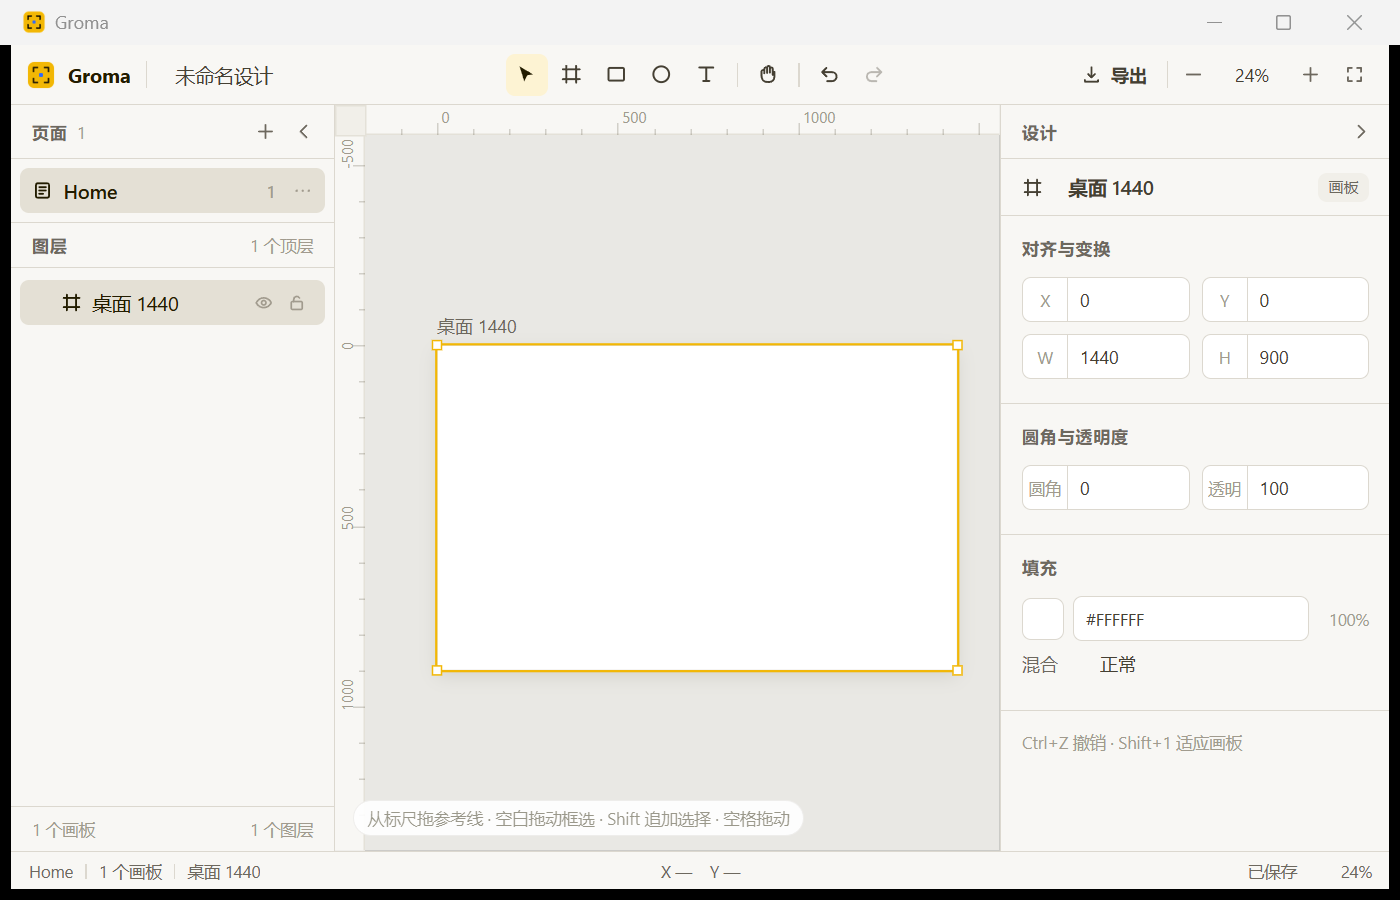 Groma
Groma
未命名设计
导出
24%
页面 1
Home 1
图层 1 个顶层
桌面 1440
1 个画板 1 个图层
0 500 1000
-500
0
500
1000
桌面 1440
从标尺拖参考线 · 空白拖动框选 · Shift 追加选择 · 空格拖动
设计
桌面 1440 画板
对齐与变换
X 0 Y 0
W 1440 H 900
圆角与透明度
圆角 0 透明 100
填充
#FFFFFF 100%
混合 正常
Ctrl+Z 撤销 · Shift+1 适应画板
Home 1 个画板 桌面 1440 X — Y — 已保存 24%